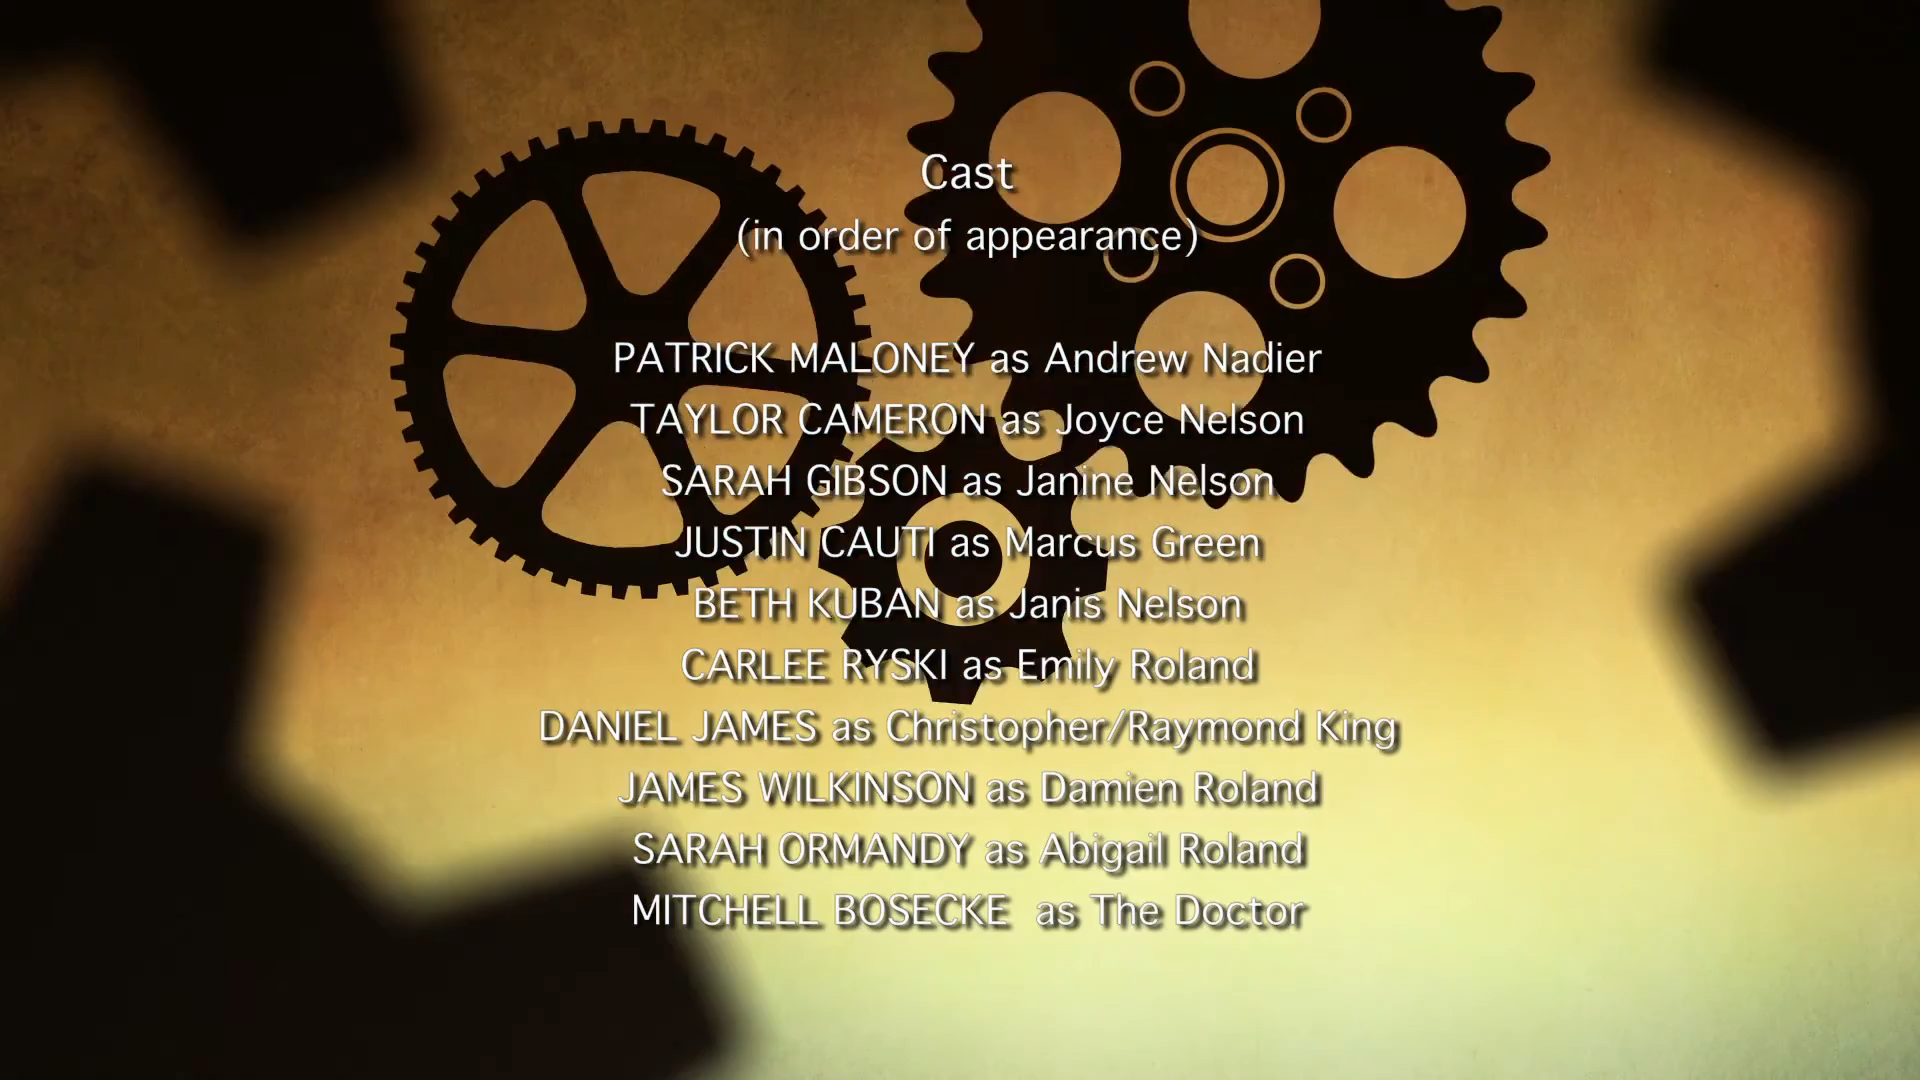 Cast
(in order of appearance)
PATRICK MALONEY as Andrew Nadier
TAYLOR CAMERON as Joyce Nelson
SARAH GIBSON as Janine Nelson
JUSTIN CAUTI as Marcus Green
BETH KUBAN as Janis Nelson
CARLEE RYSKI as Emily Roland
DANIEL JAMES as Christopher/Raymond King
JAMES WILKINSON as Damien Roland
SARAH ORMANDY as Abigail Roland
MITCHELL BOSECKE  as The Doctor